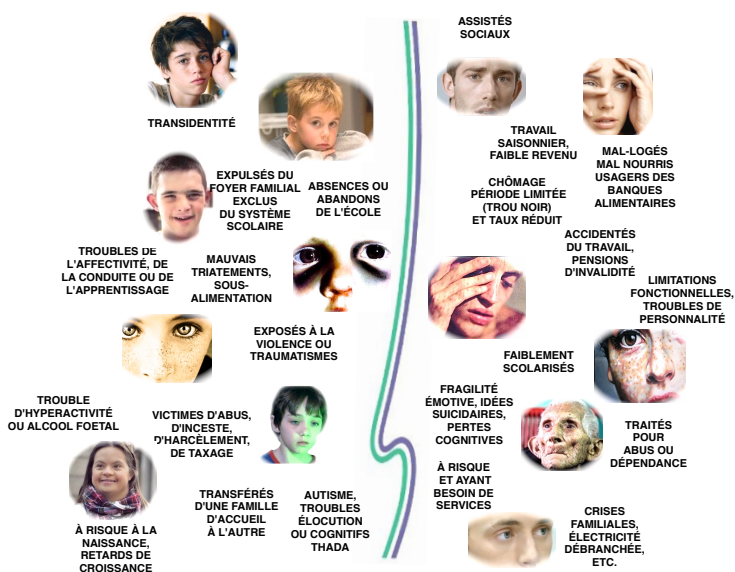 TRANSIDENTITÉ
EXPULSÉS DU
FOYER FAMILIAL
EXCLUS
DU SYSTÈME
SCOLAIRE
ABSENCES OU
ABANDONS
DE L'ÉCOLE
TROUBLES DE
L'AFFECTIVITÉ, DE
LA CONDUITE OU DE
L'APPRENTISSAGE
MAUVAIS
TRIATEMENTS,
SOUS-
ALIMENTATION
EXPOSÉS À LA
VIOLENCE OU
TRAUMATISMES
TROUBLE
D'HYPERACTIVITÉ
OU ALCOOL FOETAL
VICTIMES D'ABUS,
D'INCESTE,
D'HARCÈLEMENT,
DE TAXAGE
À RISQUE À LA
NAISSANCE,
RETARDS DE
CROISSANCE
TRANSFÉRÉS
D'UNE FAMILLE
D'ACCUEIL
À L'AUTRE
AUTISME,
TROUBLES
ÉLOCUTION
OU COGNITIFS
THADA
ASSISTÉS
SOCIAUX
TRAVAIL
SAISONNIER,
FAIBLE REVENU
MAL-LOGÉS
MAL NOURRIS
USAGERS DES
BANQUES
ALIMENTAIRES
CHÔMAGE
PÉRIODE LIMITÉE
(TROU NOIR)
ET TAUX RÉDUIT
ACCIDENTÉS
DU TRAVAIL,
PENSIONS
D'INVALIDITÉ
LIMITATIONS
FONCTIONNELLES,
TROUBLES DE
PERSONNALITÉ
FAIBLEMENT
SCOLARISÉS
FRAGILITÉ
ÉMOTIVE, IDÉES
SUICIDAIRES,
PERTES
COGNITIVES
TRAITÉS
POUR
ABUS OU
DÉPENDANCE
À RISQUE
ET AYANT
BESOIN DE
SERVICES
CRISES
FAMILIALES,
ÉLECTRICITÉ
DÉBRANCHÉE,
ETC.